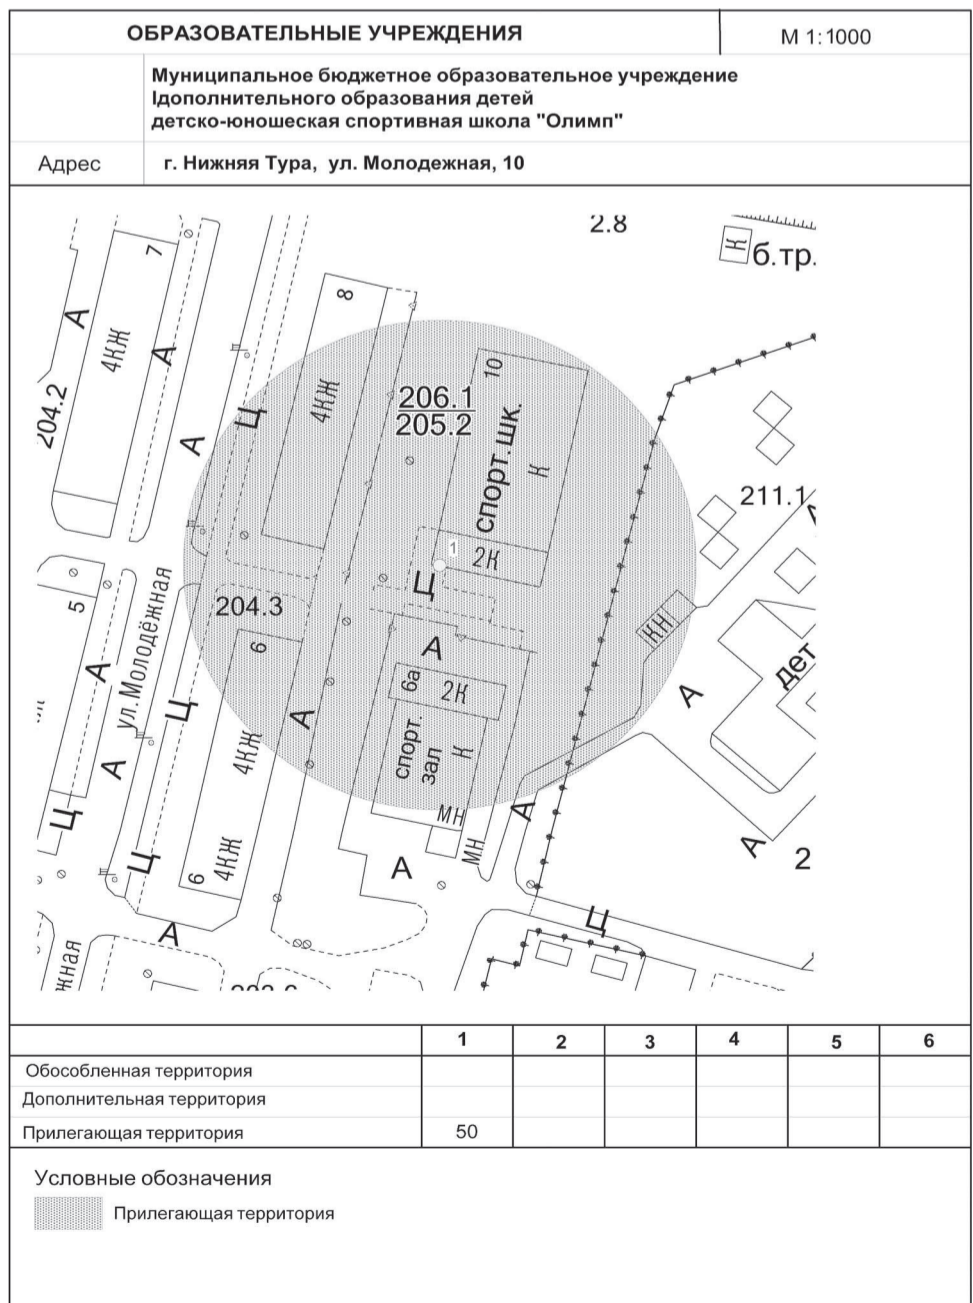 ОБРАЗОВАТЕЛЬНЫЕ УЧРЕЖДЕНИЯ
М 1:1000
Муниципальное бюджетное образовательное учреждение
Iдополнительного образования детей
детско-юношеская спортивная школа "Олимп"
Адрес
г. Нижняя Тура, ул. Молодежная, 10
2.8
К
б.тр.
7
8
А
4КЖ
А
10
204.2
4КЖ
206.1
205.2
Ц
А
спорт.шк.
К
211.1
А
1
2К
Ц
5
204.3
ул.Молодёжная
КН
6
А
дет
А
6а
2К
А
Ц
А
4КЖ
спорт.
зал
К
А
Ц
МН
А
МН
А
2
4КЖ
Ц
6
А
Ц
А
жная
1 2 3 4 5 6
Обособленная территория
Дополнительная территория
Прилегающая территория 50
Условные обозначения
Прилегающая территория